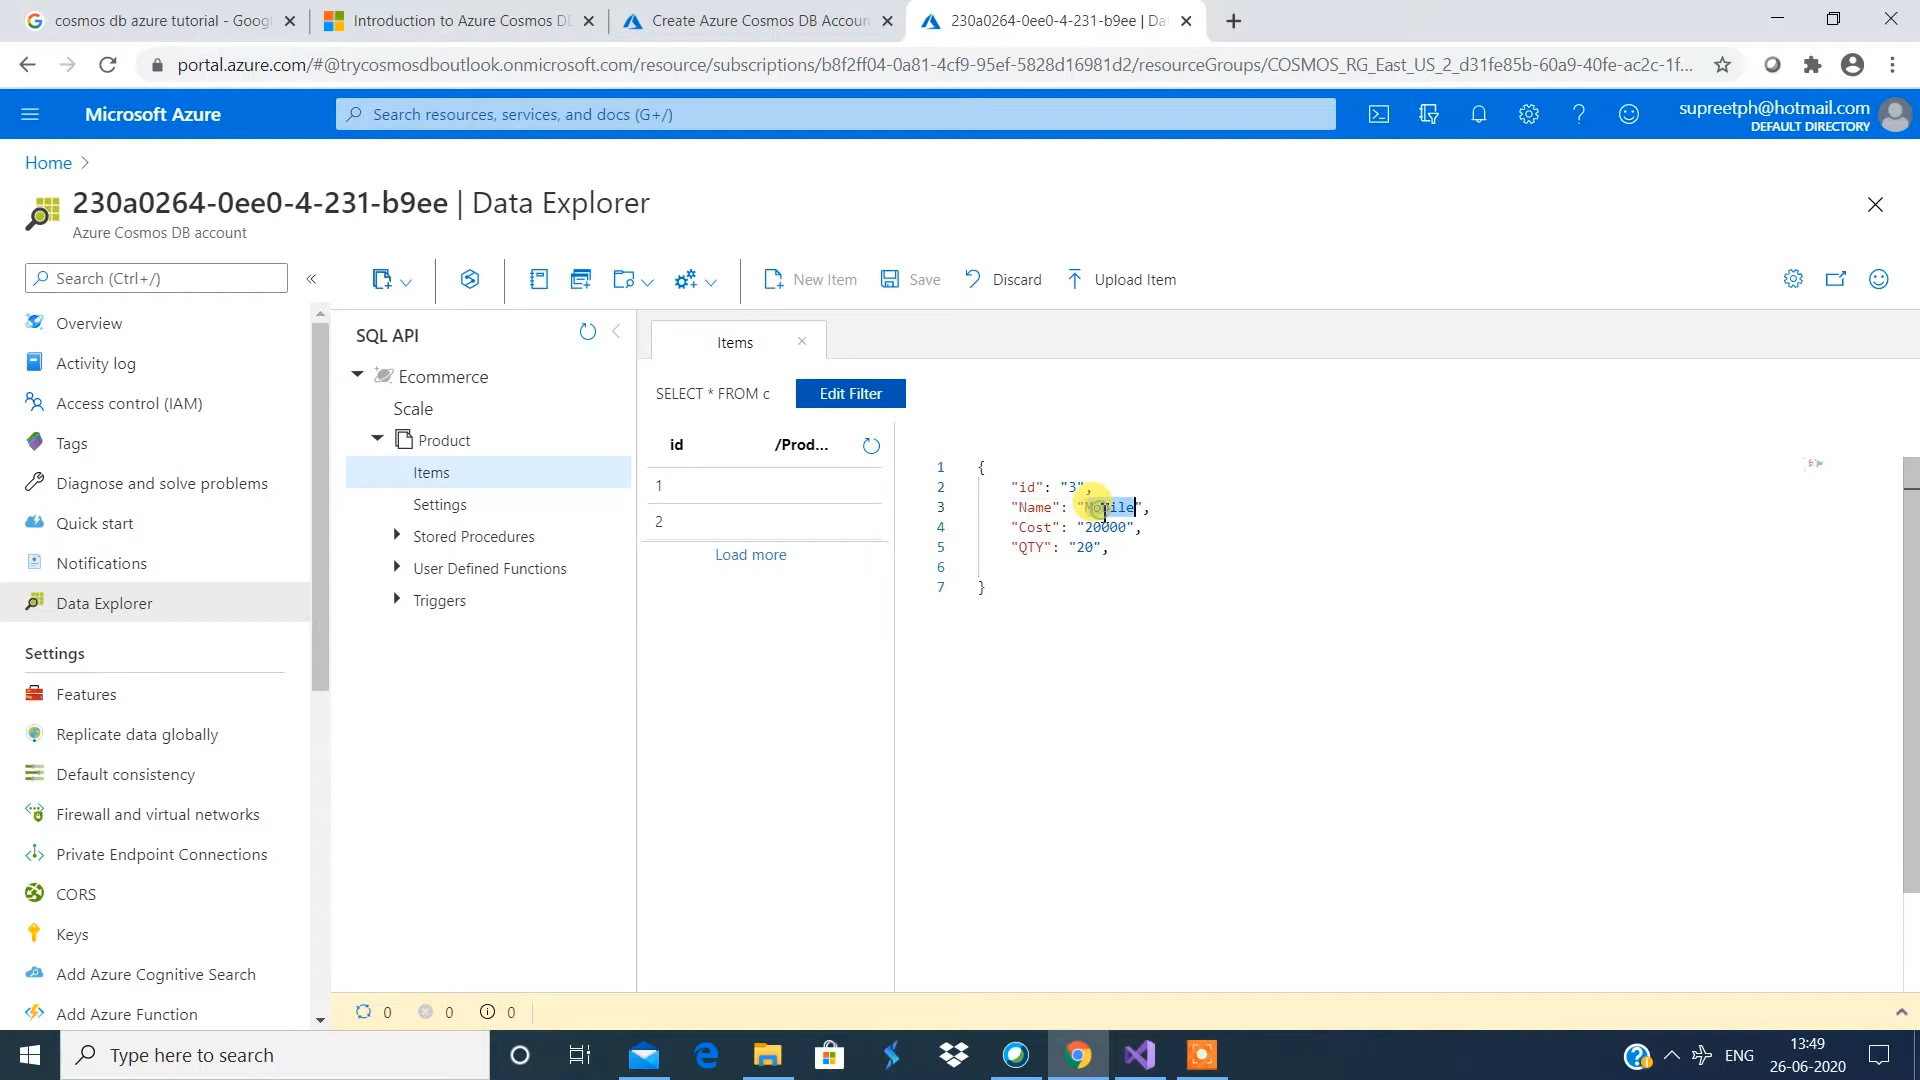 cosmos db azure tutorial - Goog
Introduction to Azure Cosmos D
Create Azure Cosmos DB Accoun
230a0264-0ee0-4-231-b9ee | Da
portal.azure.com/#@trycosmosdboutlook.onmicrosoft.com/resource/subscriptions/b8f2ff04-0a81-4cf9-95ef-5828d16981d2/resourceGroups/COSMOS_RG_East_US_2_d31fe85b-60a9-40fe-ac2c-1f...
Microsoft Azure
Search resources, services, and docs (G+/)
supreetph@hotmail.com
DEFAULT DIRECTORY
Home
230a0264-0ee0-4-231-b9ee | Data Explorer
Azure Cosmos DB account
Search (Ctrl+/)
New Item
Save
Discard
Upload Item
Overview
Activity log
Access control (IAM)
Tags
Diagnose and solve problems
Quick start
Notifications
Data Explorer
Settings
Features
Replicate data globally
Default consistency
Firewall and virtual networks
Private Endpoint Connections
CORS
Keys
Add Azure Cognitive Search
Add Azure Function
SQL API
Ecommerce
Scale
Product
Items
Settings
Stored Procedures
User Defined Functions
Triggers
Items
SELECT * FROM c
Edit Filter
id /Prod...
1
2
Load more
1 {
2 "id": "3",
3 "Name": "Mobile",
4 "Cost": "20000",
5 "QTY": "20",
6
7 }
0 0 0
Type here to search
ENG
13:49
26-06-2020